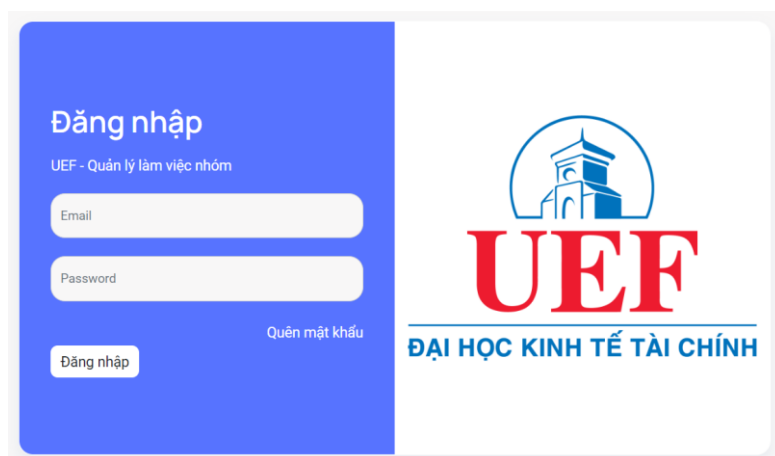 Đăng nhập
UEF - Quản lý làm việc nhóm
Email
Password
Quên mật khẩu
Đăng nhập
UEF
ĐẠI HỌC KINH TẾ TÀI CHÍNH